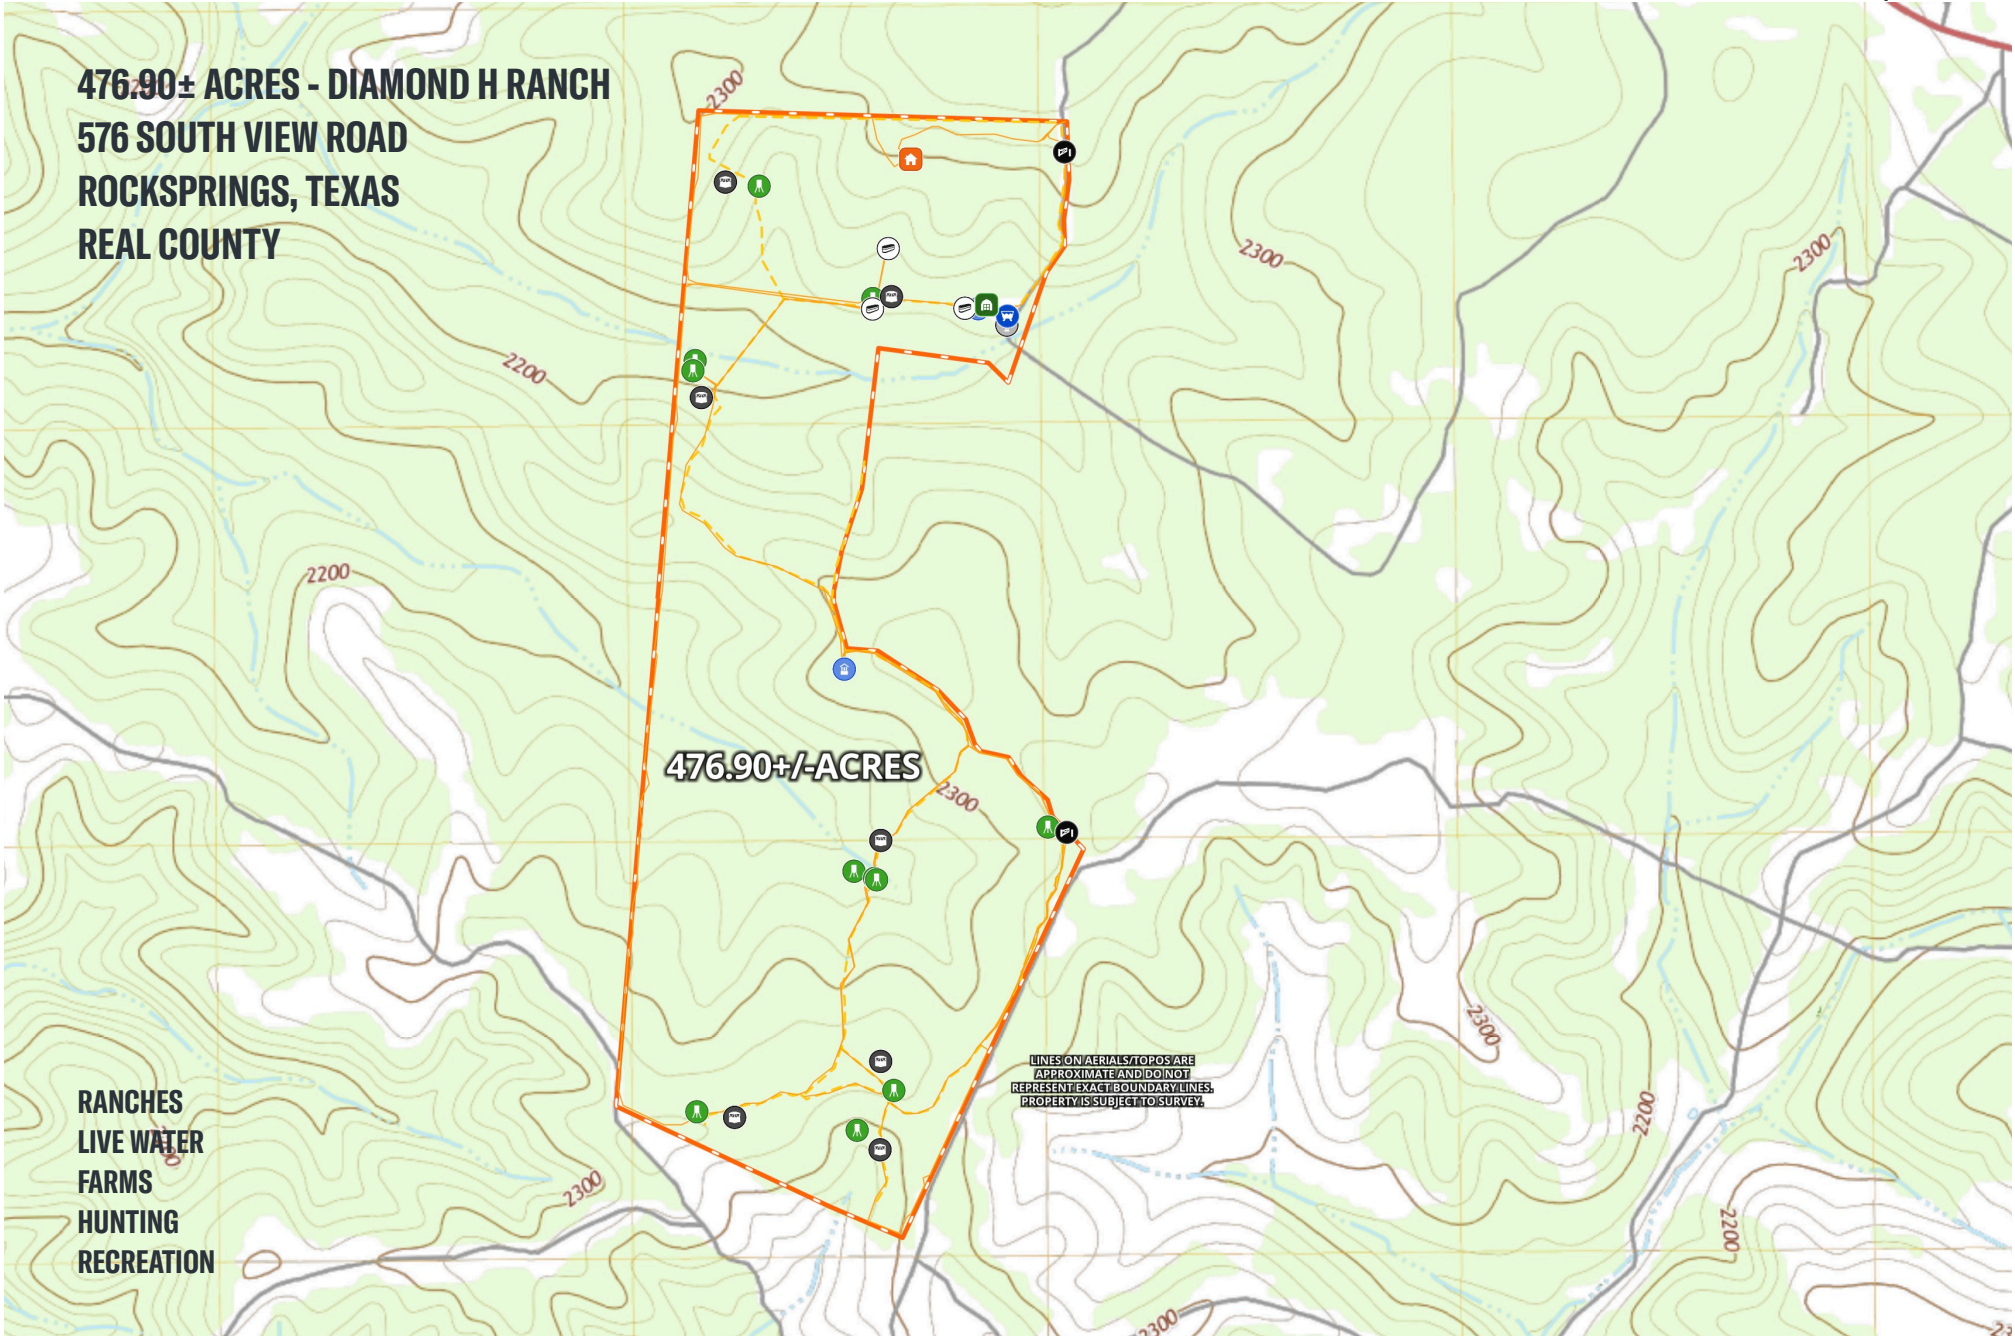 476.90± ACRES - DIAMOND H RANCH
576 SOUTH VIEW ROAD
ROCKSPRINGS, TEXAS
REAL COUNTY
2300
2300
2300
2200
2200
476.90+/-ACRES
2300
2300
LINES ON AERIALS/TOPOS ARE
APPROXIMATE AND DO NOT
REPRESENT EXACT BOUNDARY LINES.
PROPERTY IS SUBJECT TO SURVEY.
2200
2300
2200
2300
RANCHES
LIVE WATER
FARMS
HUNTING
RECREATION